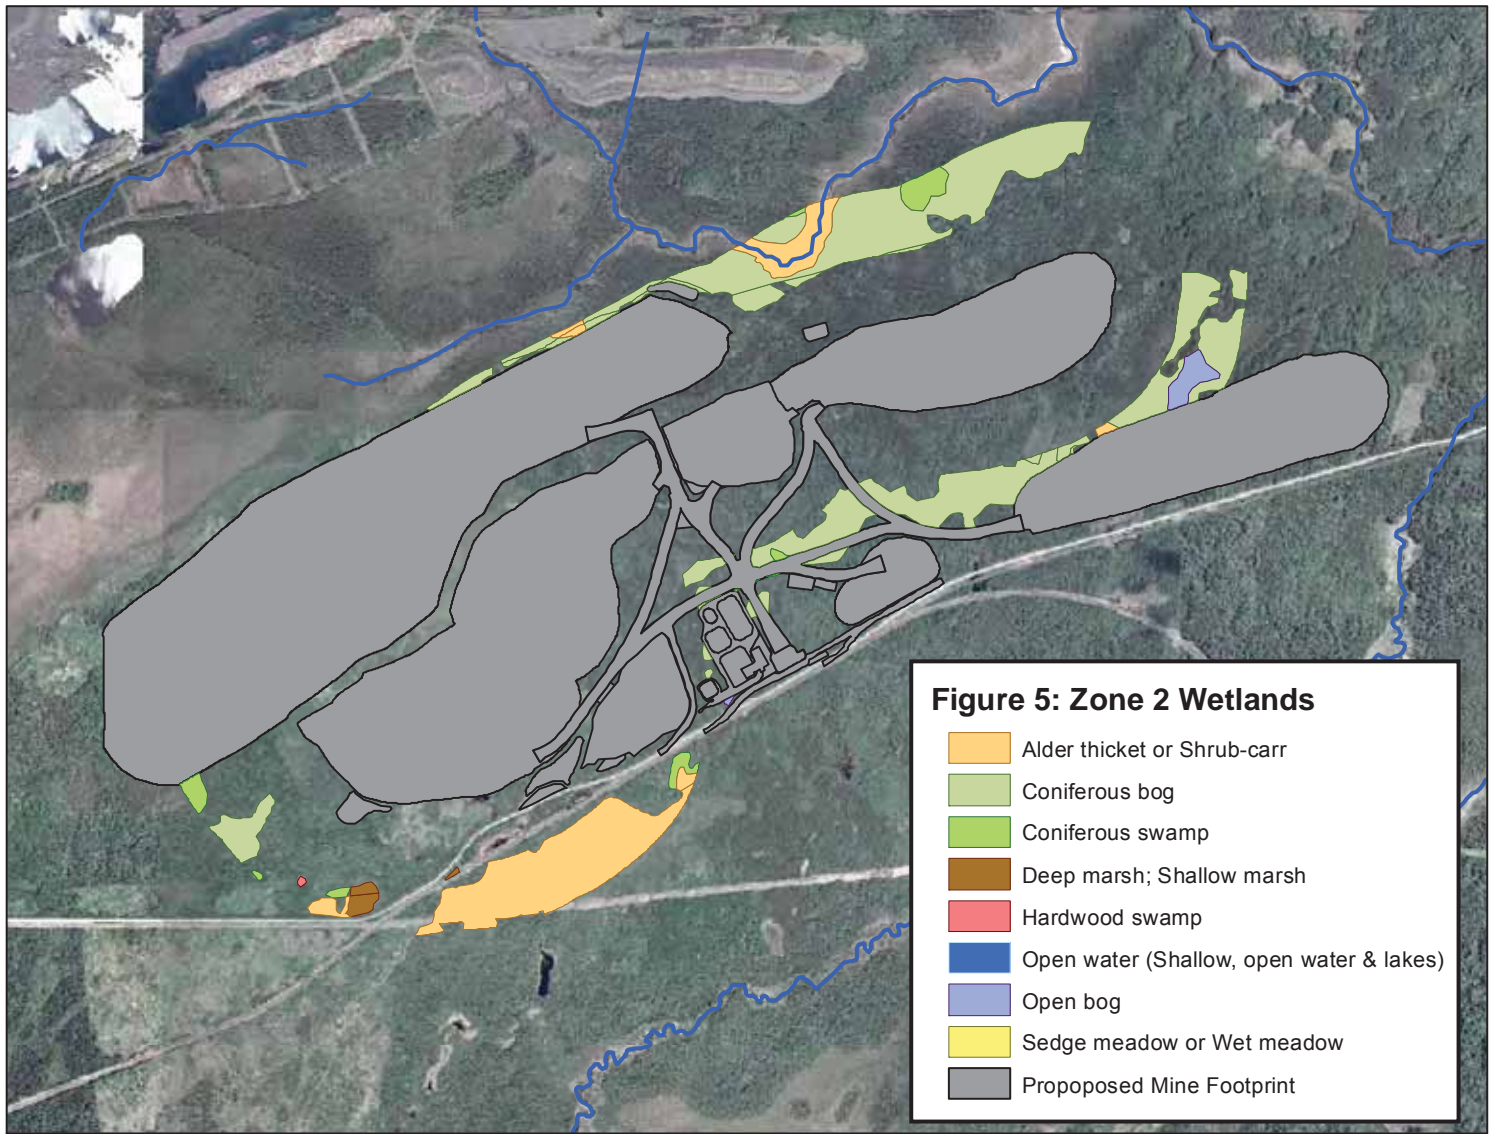 Figure 5: Zone 2 Wetlands
Alder thicket or Shrub-carr
Coniferous bog
Coniferous swamp
Deep marsh; Shallow marsh
Hardwood swamp
Open water (Shallow, open water & lakes)
Open bog
Sedge meadow or Wet meadow
Propoposed Mine Footprint